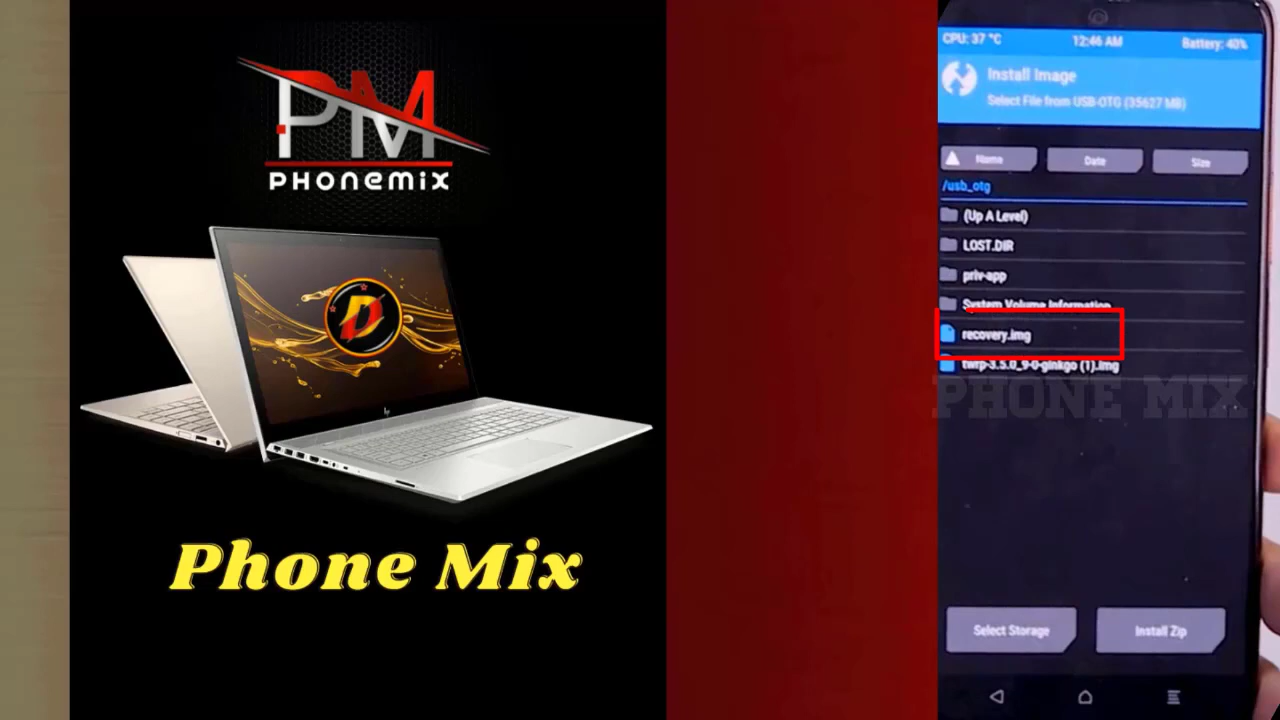 PM
PHONEMIX
D
hp
Phone Mix
CPU: 37 °C
12:46 AM
Battery: 40%
Install Image
Select File from USB-OTG (35627 MB)
Name
Date
Size
/usb_otg
(Up A Level)
LOST.DIR
priv-app
System Volume Information
recovery.img
twrp-3.5.0_9-0-ginkgo (1).img
PHONE MIX
Select Storage
Install Zip